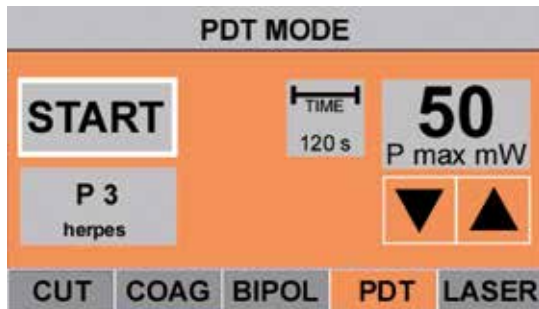 PDT MODE
START
TIME
120 s
50
P max mW
P 3
herpes
CUT COAG BIPOL PDT LASER